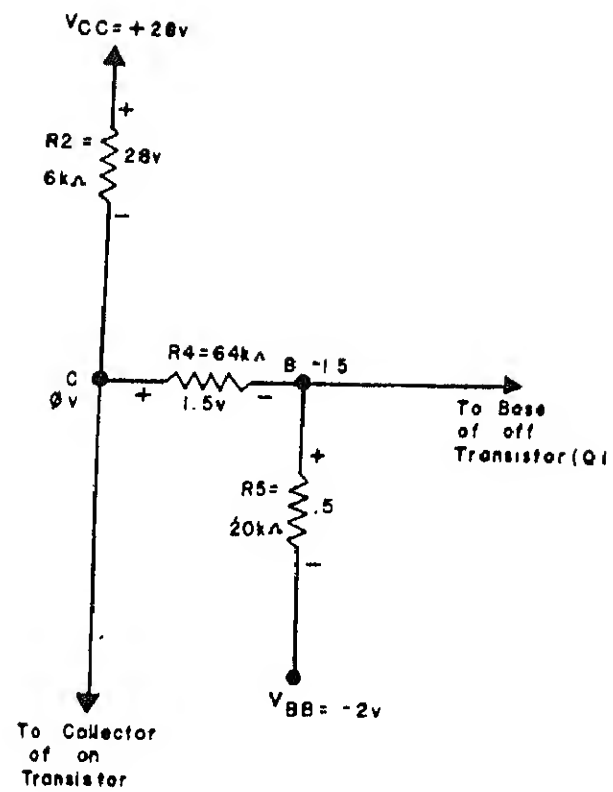 VCC= +28v
+
R2 =
28v
6kΩ
−
R4=64kΩ
B -1.5
C
Øv
+
−
1.5v
To Base
of off
Transistor(Q1
+
R5=
.5
20kΩ
−
VBB= -2v
To Collector
of on
Transistor